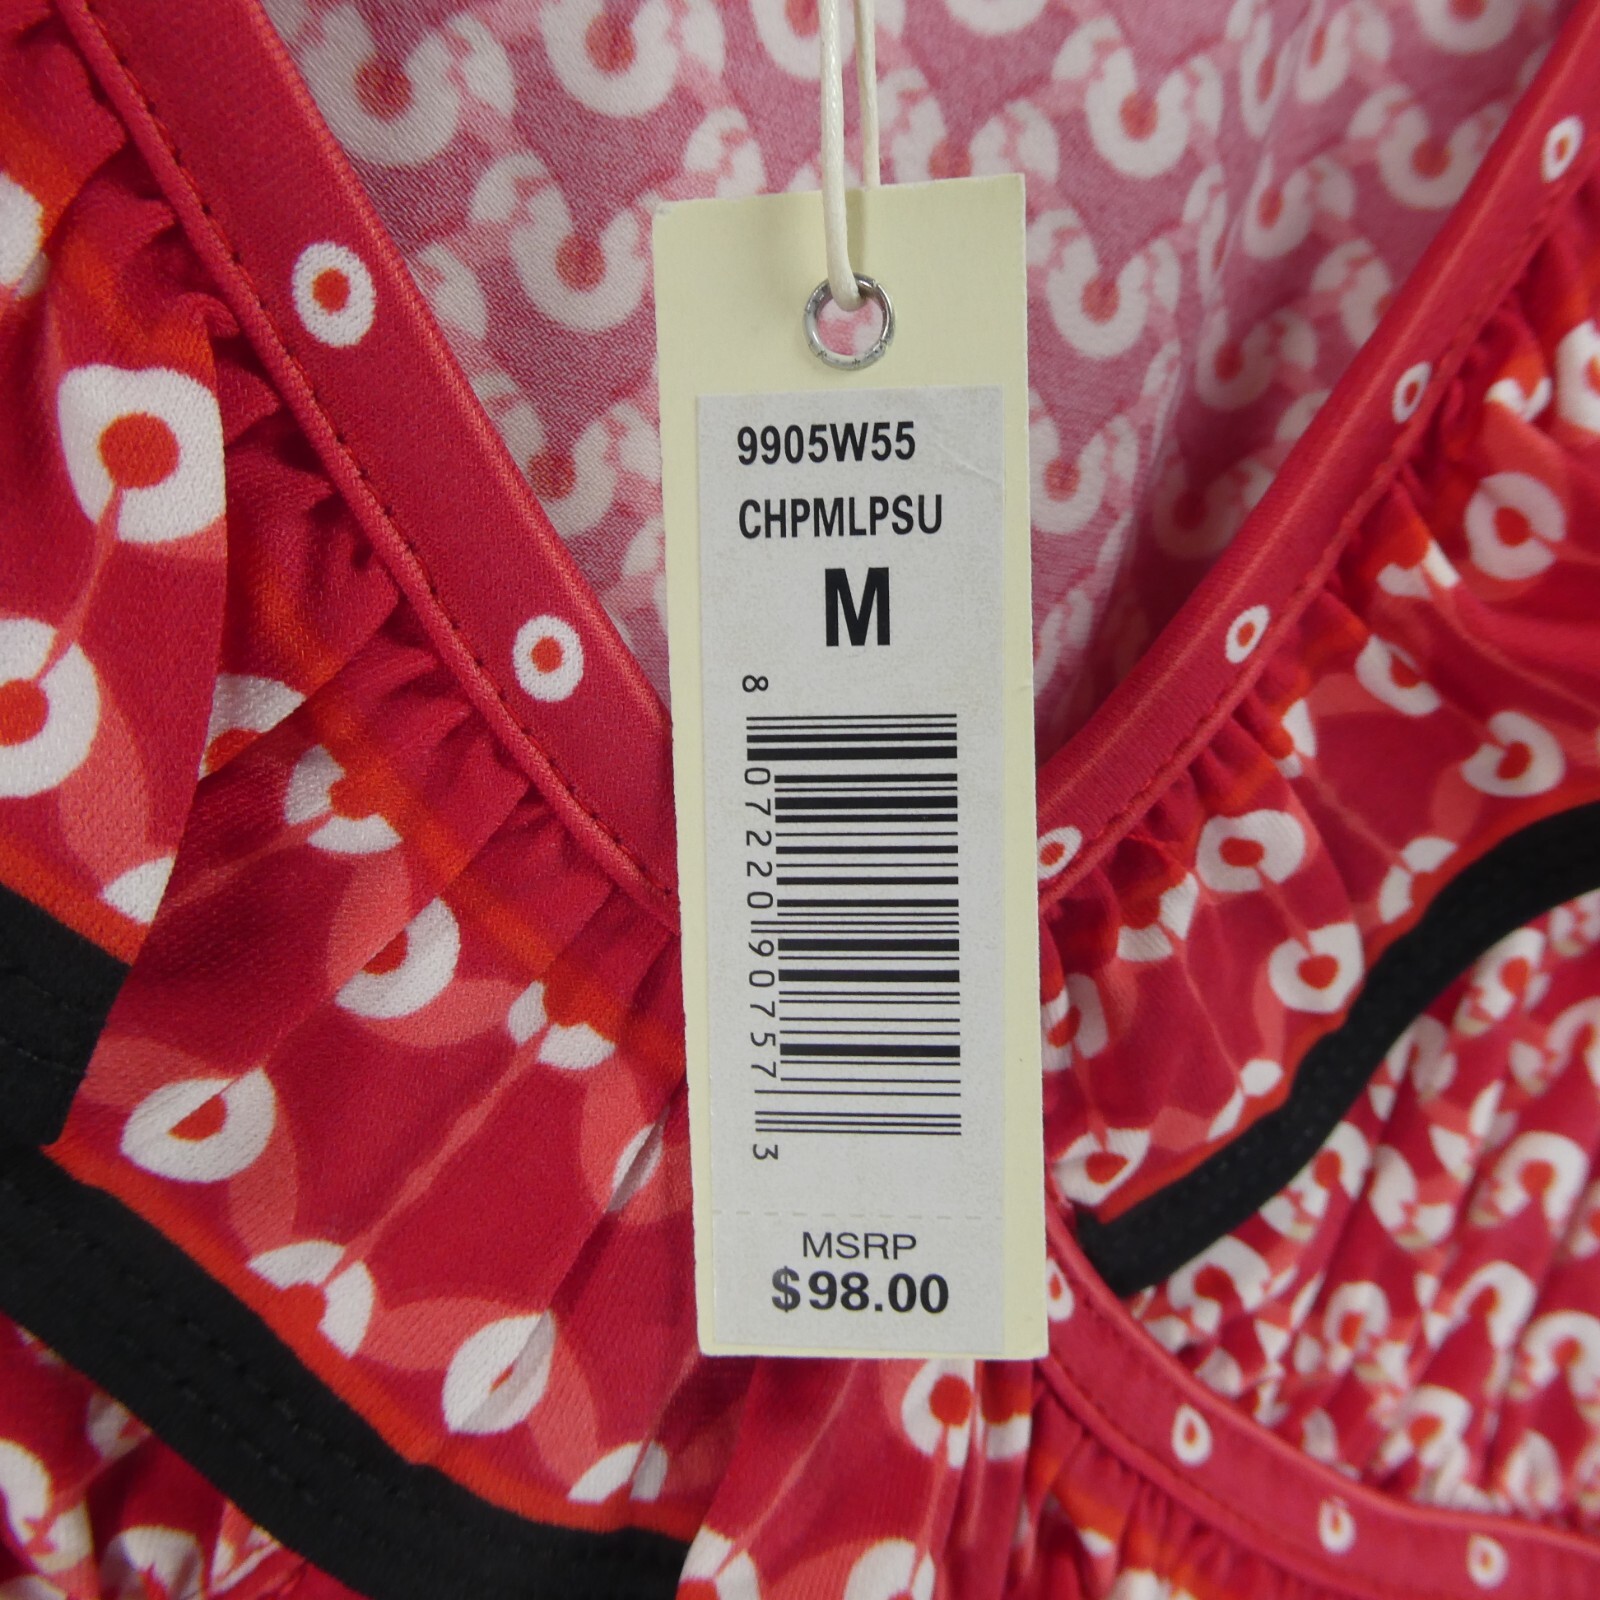 9905W55
CHPMLPSU
M
8 07220 90757 3
MSRP
$98.00